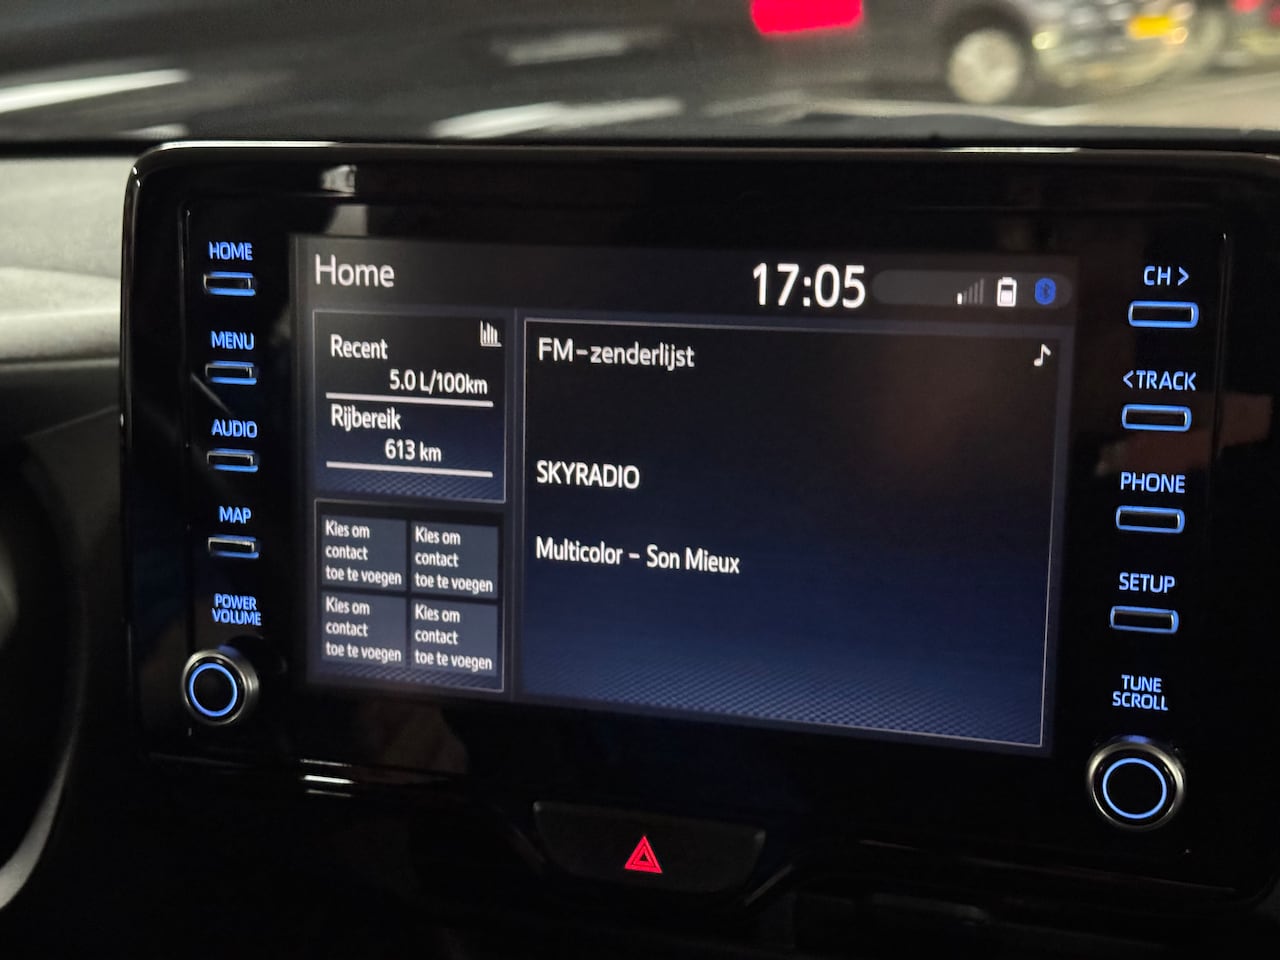 HOME
MENU
AUDIO
MAP
POWER
VOLUME
Home
17:05
Recent
5.0 L/100km
Rijbereik
613 km
Kies om
contact
toe te voegen
Kies om
contact
toe te voegen
Kies om
contact
toe te voegen
Kies om
contact
toe te voegen
FM-zenderlijst
SKYRADIO
Multicolor - Son Mieux
CH >
<TRACK
PHONE
SETUP
TUNE
SCROLL